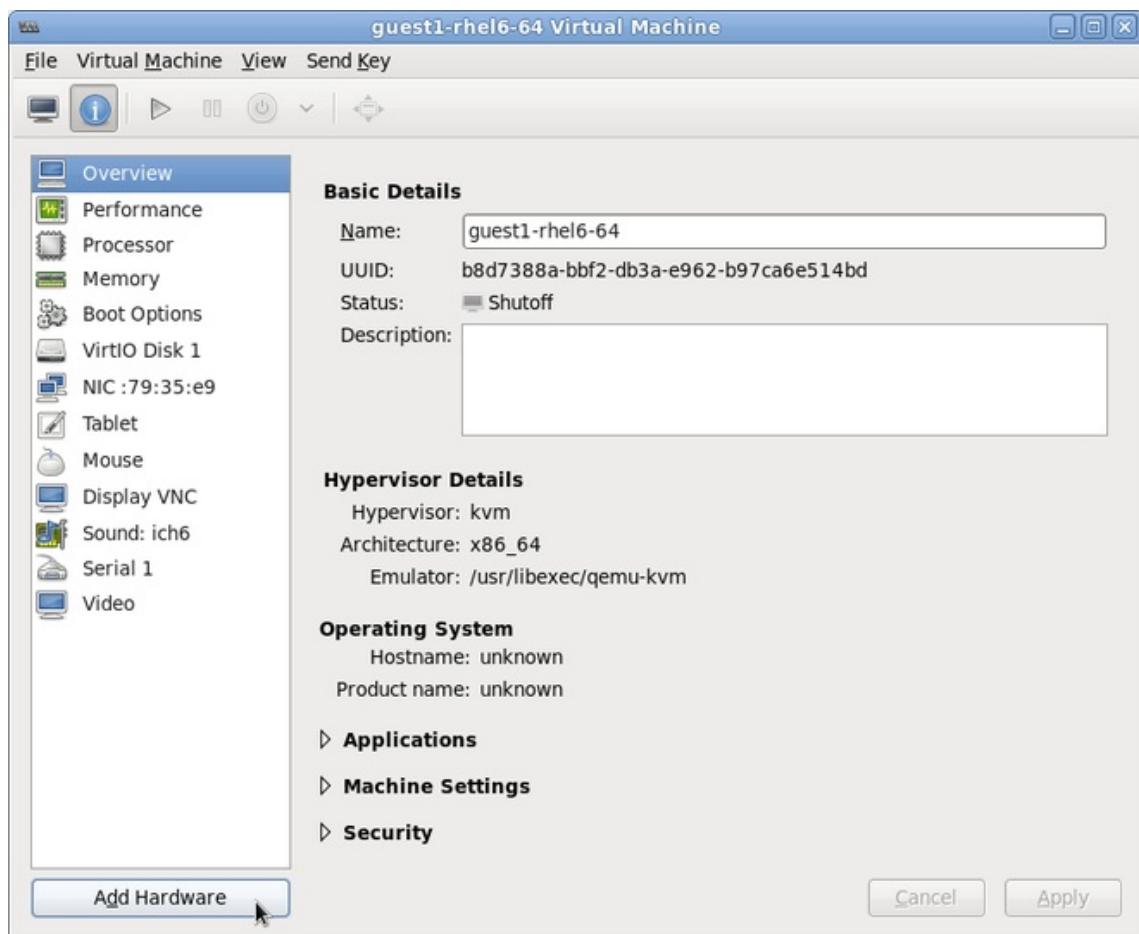 guest1-rhel6-64 Virtual Machine
File Virtual Machine View Send Key
Overview
Performance
Processor
Memory
Boot Options
VirtIO Disk 1
NIC :79:35:e9
Tablet
Mouse
Display VNC
Sound: ich6
Serial 1
Video
Add Hardware
Basic Details
Name: guest1-rhel6-64
UUID: b8d7388a-bbf2-db3a-e962-b97ca6e514bd
Status: Shutoff
Description:
Hypervisor Details
Hypervisor: kvm
Architecture: x86_64
Emulator: /usr/libexec/qemu-kvm
Operating System
Hostname: unknown
Product name: unknown
Applications
Machine Settings
Security
Cancel Apply